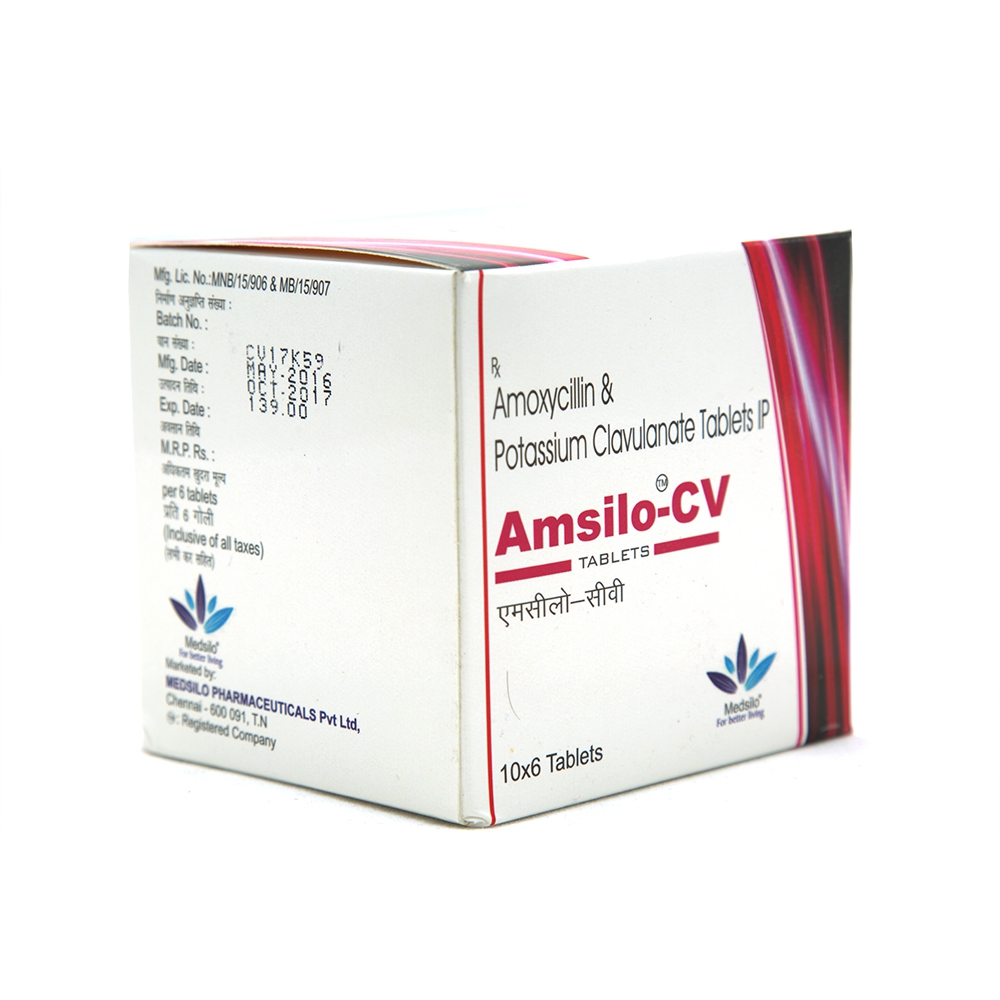 Mfg. Lic. No.:MNB/15/906 & MB/15/907
निर्माण अनुज्ञप्ति संख्या :
Batch No. :
घान संख्या :
Mfg. Date :
उत्पादन तिथि :
Exp. Date :
अवसान तिथि
M.R.P. Rs. :
अधिकतम खुदरा मूल्य
per 6 tablets
प्रति 6 गोली
(Inclusive of all taxes)
(सभी कर सहित)
CV17K59
MAY-2016
OCT-2017
139.00
Medsilo®
For better living
Marketed by:
MEDSILO PHARMACEUTICALS Pvt Ltd,
Chennai - 600 091, T.N
: Registered Company
Rx
Amoxycillin &
Potassium Clavulanate Tablets IP
Amsilo-CV TM
TABLETS
एमसीलो–सीवी
Medsilo®
For better living
10x6 Tablets